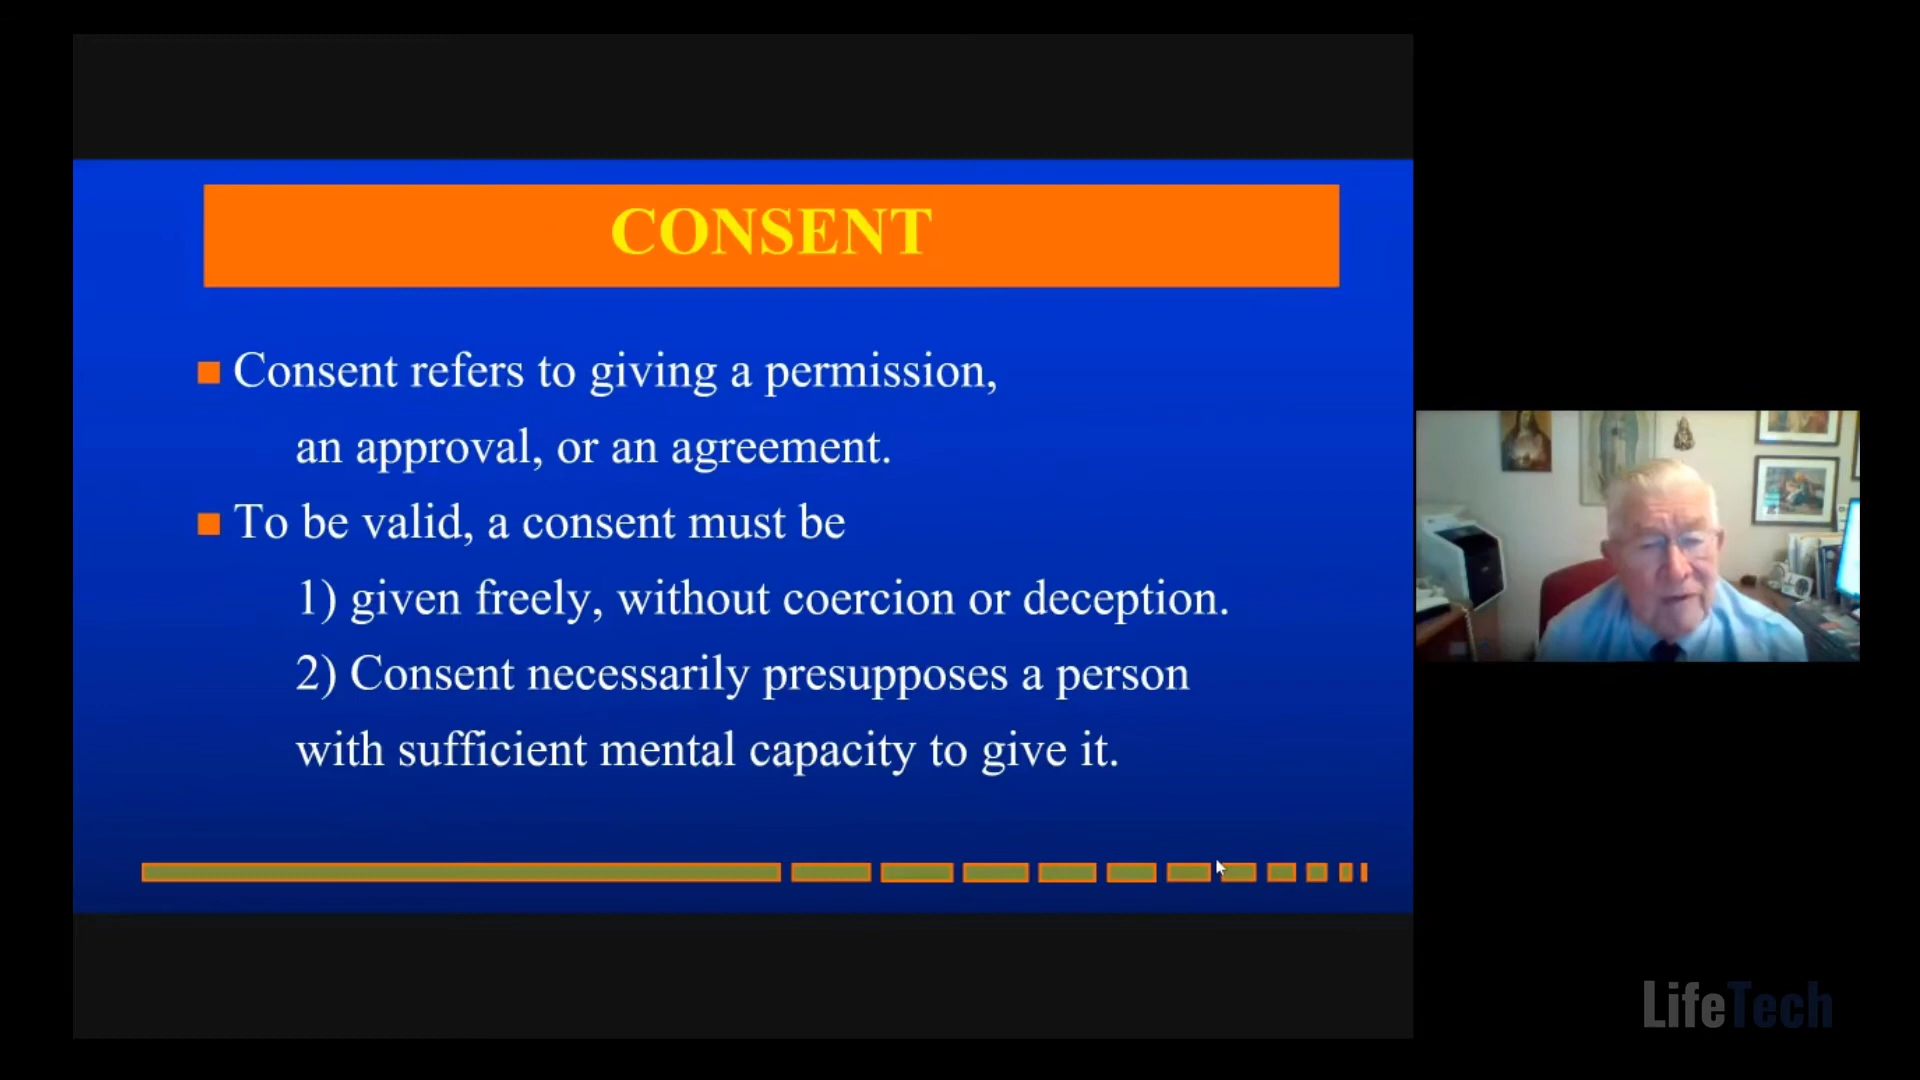 CONSENT
Consent refers to giving a permission,
an approval, or an agreement.
To be valid, a consent must be
1) given freely, without coercion or deception.
2) Consent necessarily presupposes a person
with sufficient mental capacity to give it.
LifeTech